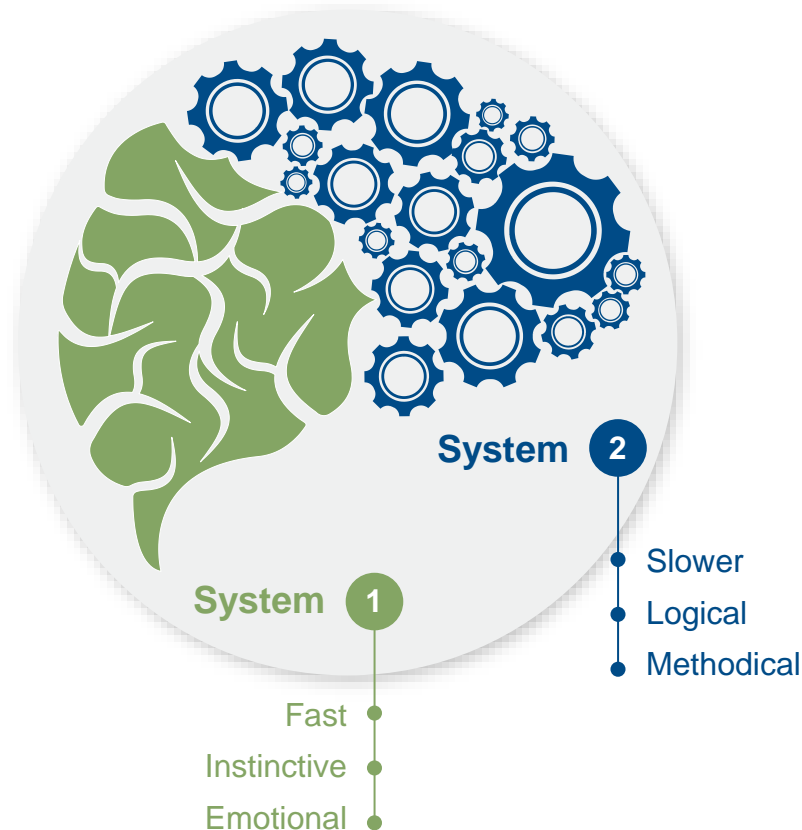 System 2
Slower
Logical
Methodical
System 1
Fast
Instinctive
Emotional